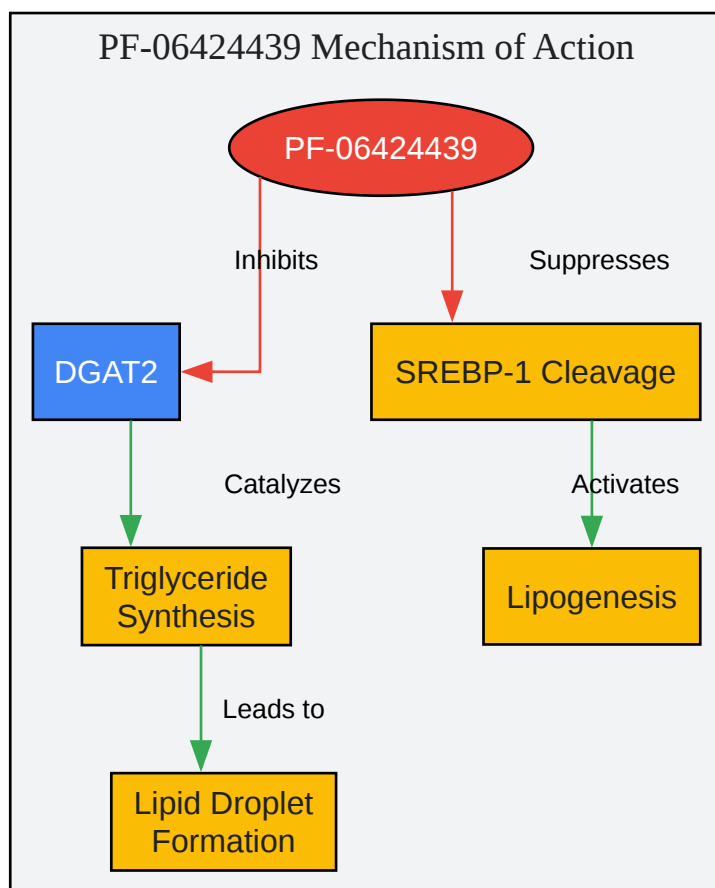 PF-06424439 Mechanism of Action
PF-06424439
Inhibits
Suppresses
DGAT2
SREBP-1 Cleavage
Catalyzes
Activates
Triglyceride
Synthesis
Lipogenesis
Leads to
Lipid Droplet
Formation